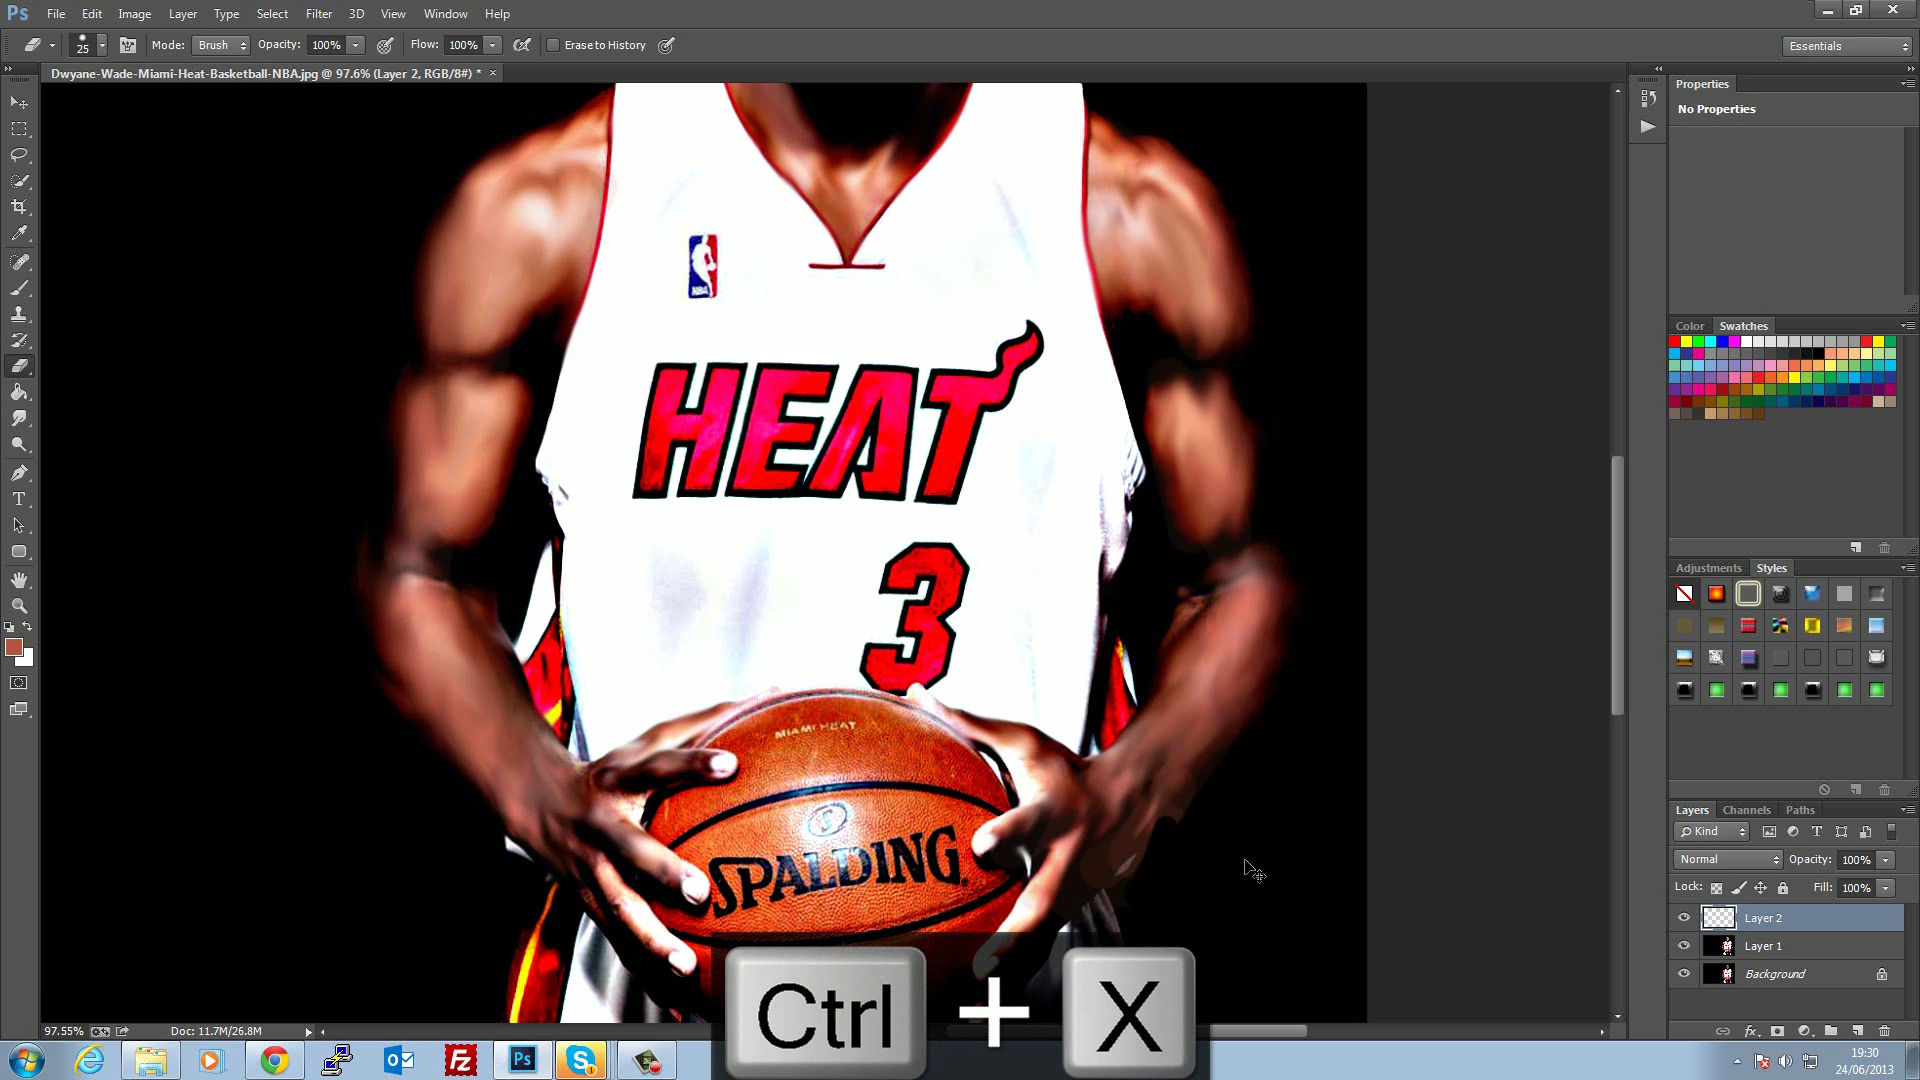 Ps File Edit Image Layer Type Select Filter 3D View Window Help
25 Mode: Brush Opacity: 100% Flow: 100% Erase to History Essentials
Dwyane-Wade-Miami-Heat-Basketball-NBA.jpg @ 97.6% (Layer 2, RGB/8#) * ×
Properties
No Properties
NBA
HEAT
3
MIAMI HEAT
SPALDING
Color Swatches
Adjustments Styles
Layers Channels Paths
Kind
Normal Opacity: 100%
Lock: Fill: 100%
Layer 2
Layer 1
Background
Ctrl + X
97.55% Doc: 11.7M/26.8M
Ps
19:30
24/06/2013